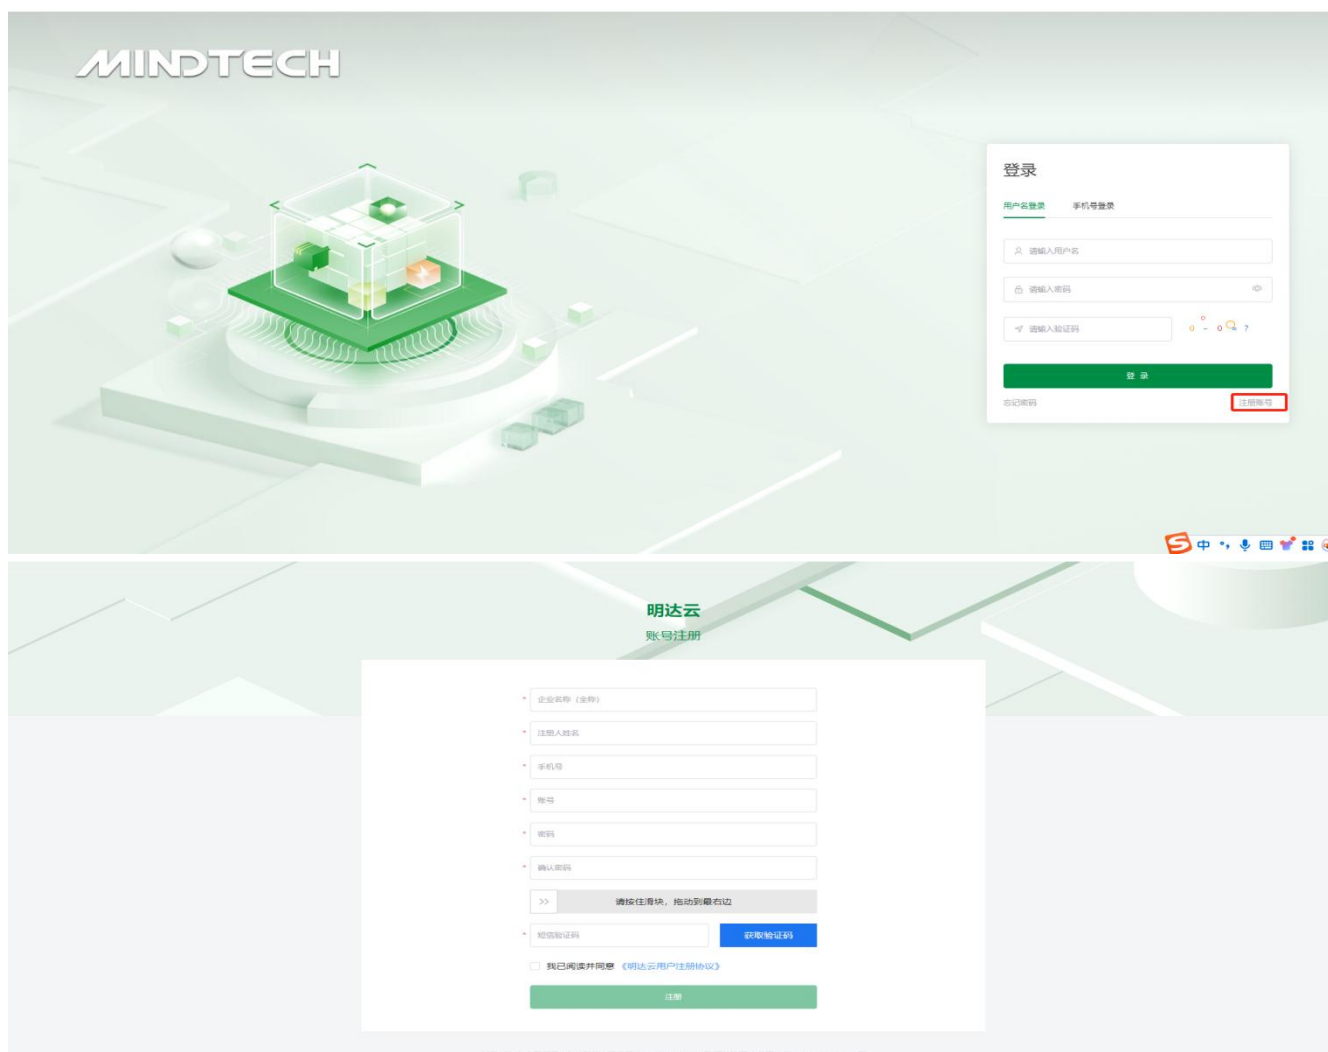 MINDTECH
登录
用户名登录 手机号登录
请输入用户名
请输入密码
请输入验证码
登 录
忘记密码 注册账号
中
明达云
账号注册
* 企业名称（全称）
* 注册人姓名
* 手机号
* 账号
* 密码
* 确认密码
>> 请按住滑块，拖动到最右边
* 短信验证码 获取验证码
我已阅读并同意 《明达云用户注册协议》
注册